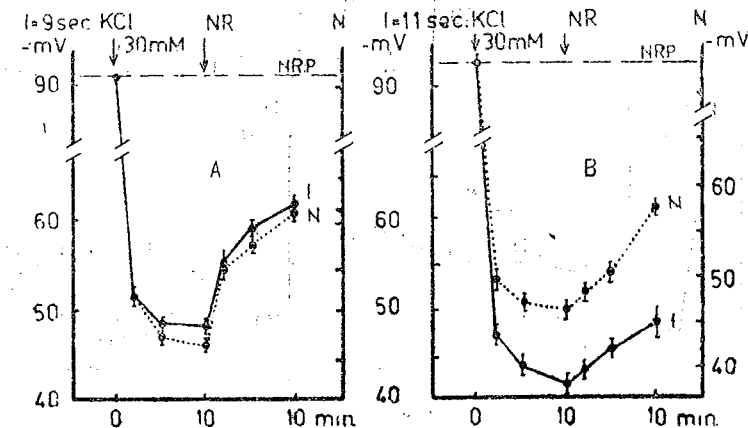 I=9sec KCl NR N
-mV 30mM
NRP
90
A
I
N
60
50
40
0 10 10 min.
I=11sec. KCl NR N
30mM -mV
NRP
90
B
60
N
60
50
50
I
40
40
0 10 10 min.